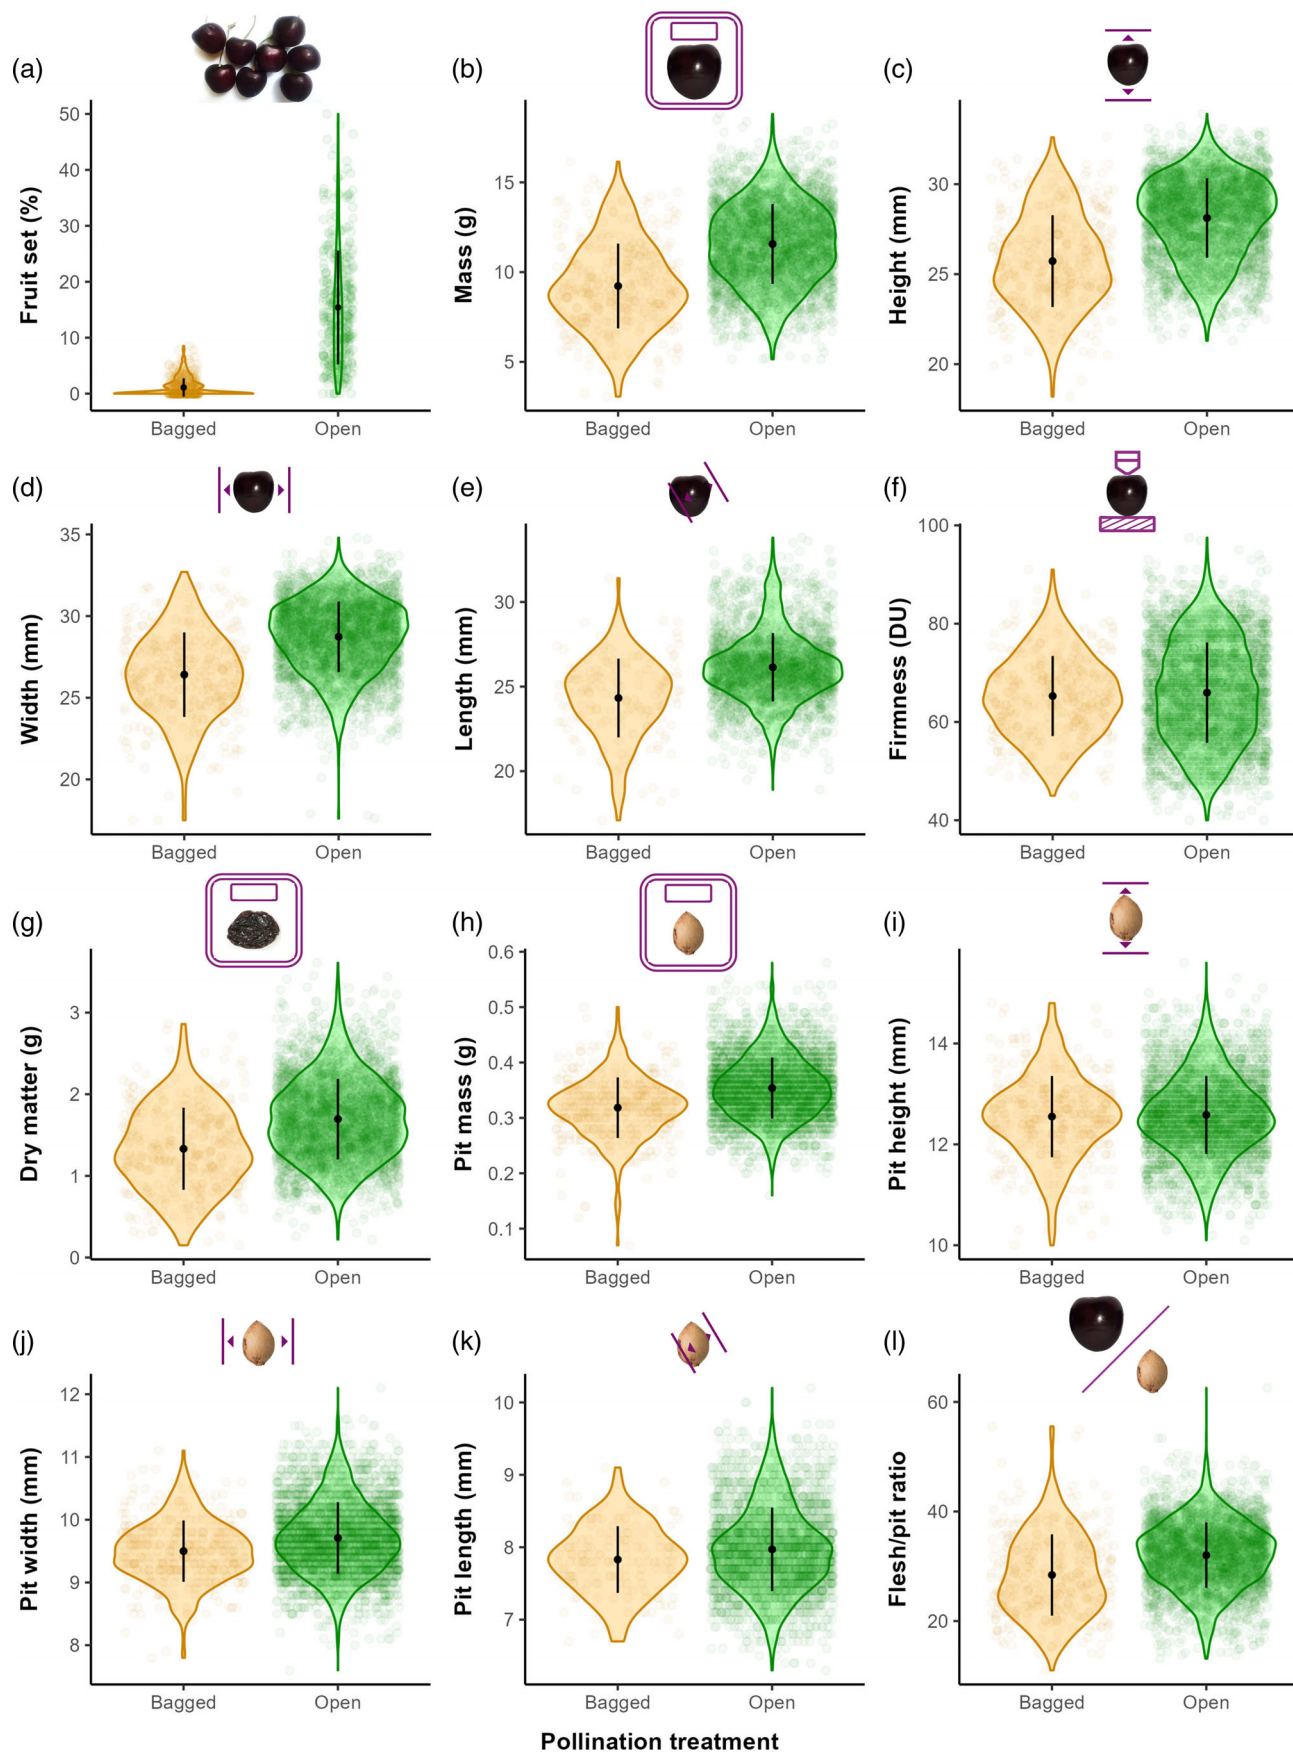 (a)
(b)
(c)
Fruit set (%)
50
40
30
20
10
0
Bagged
Open
Mass (g)
15
10
5
Bagged
Open
Height (mm)
30
25
20
Bagged
Open
(d)
(e)
(f)
Width (mm)
35
30
25
20
Bagged
Open
Length (mm)
30
25
20
Bagged
Open
Firmness (DU)
100
80
60
40
Bagged
Open
(g)
(h)
(i)
Dry matter (g)
3
2
1
0
Bagged
Open
Pit mass (g)
0.6
0.5
0.4
0.3
0.2
0.1
Bagged
Open
Pit height (mm)
14
12
10
Bagged
Open
(j)
(k)
(l)
Pit width (mm)
12
11
10
9
8
Bagged
Open
Pit length (mm)
10
9
8
7
Bagged
Open
Flesh/pit ratio
60
40
20
Bagged
Open
Pollination treatment